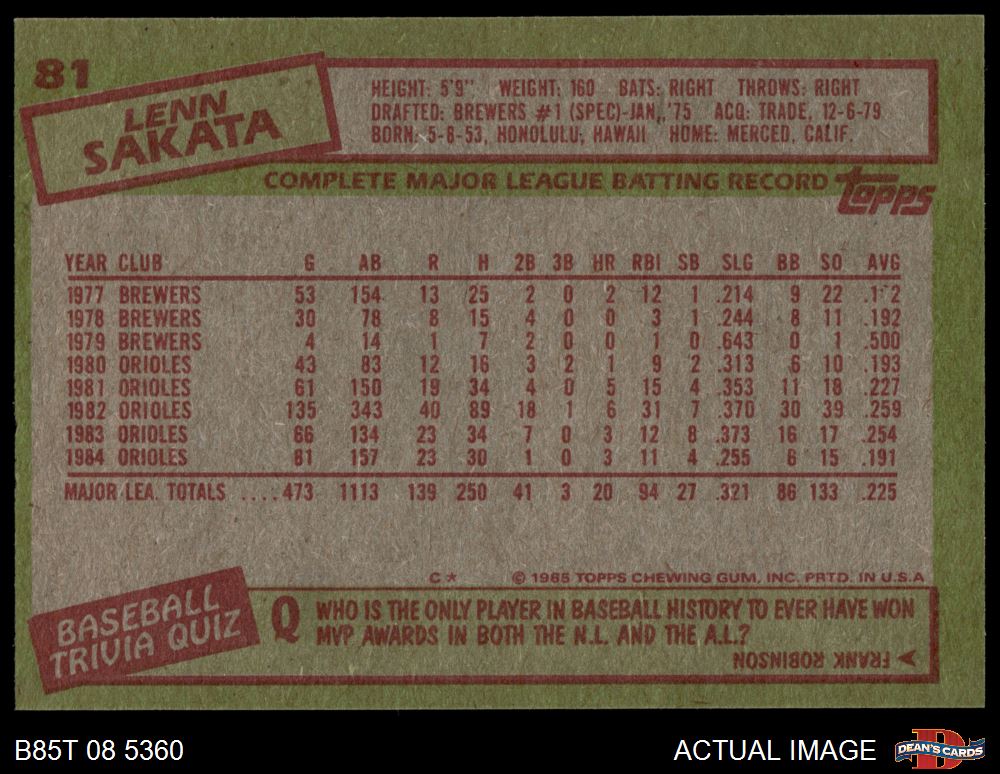 81
LENN
SAKATA
HEIGHT: 5'9" WEIGHT: 160 BATS: RIGHT THROWS: RIGHT
DRAFTED: BREWERS #1 (SPEC)-JAN., '75 ACQ: TRADE, 12-6-79
BORN: 5-8-53, HONOLULU, HAWAII HOME: MERCED, CALIF.
COMPLETE MAJOR LEAGUE BATTING RECORD
topps
YEAR CLUB G AB R H 2B 3B HR RBI SB SLG BB SO AVG
1977 BREWERS 53 154 13 25 2 0 2 12 1 .214 9 22
1978 BREWERS 30 78 8 15 4 0 0 3 1 .244 8 11 .192
1979 BREWERS 4 14 1 7 2 0 0 1 0 .643 0 1 .500
1980 ORIOLES 43 83 12 16 3 2 1 9 2 .313 6 10 .193
1981 ORIOLES 61 150 19 34 4 0 5 15 4 .353 11 18 .227
1982 ORIOLES 135 343 40 89 18 1 6 31 7 .370 30 39 .259
1983 ORIOLES 66 134 23 34 7 0 3 12 8 .373 16 17 .254
1984 ORIOLES 81 157 23 30 1 0 3 11 4 .255 6 15 .191
MAJOR LEA. TOTALS ....473 1113 139 250 41 3 20 94 27 .321 86 133 .225
C* © 1985 TOPPS CHEWING GUM, INC. PRTD. IN U.S.A.
BASEBALL
TRIVIA QUIZ
Q WHO IS THE ONLY PLAYER IN BASEBALL HISTORY TO EVER HAVE WON
MVP AWARDS IN BOTH THE N.L. AND THE A.L.?
FRANK ROBINSON
B85T 08 5360
ACTUAL IMAGE
D
DEAN'S CARDS